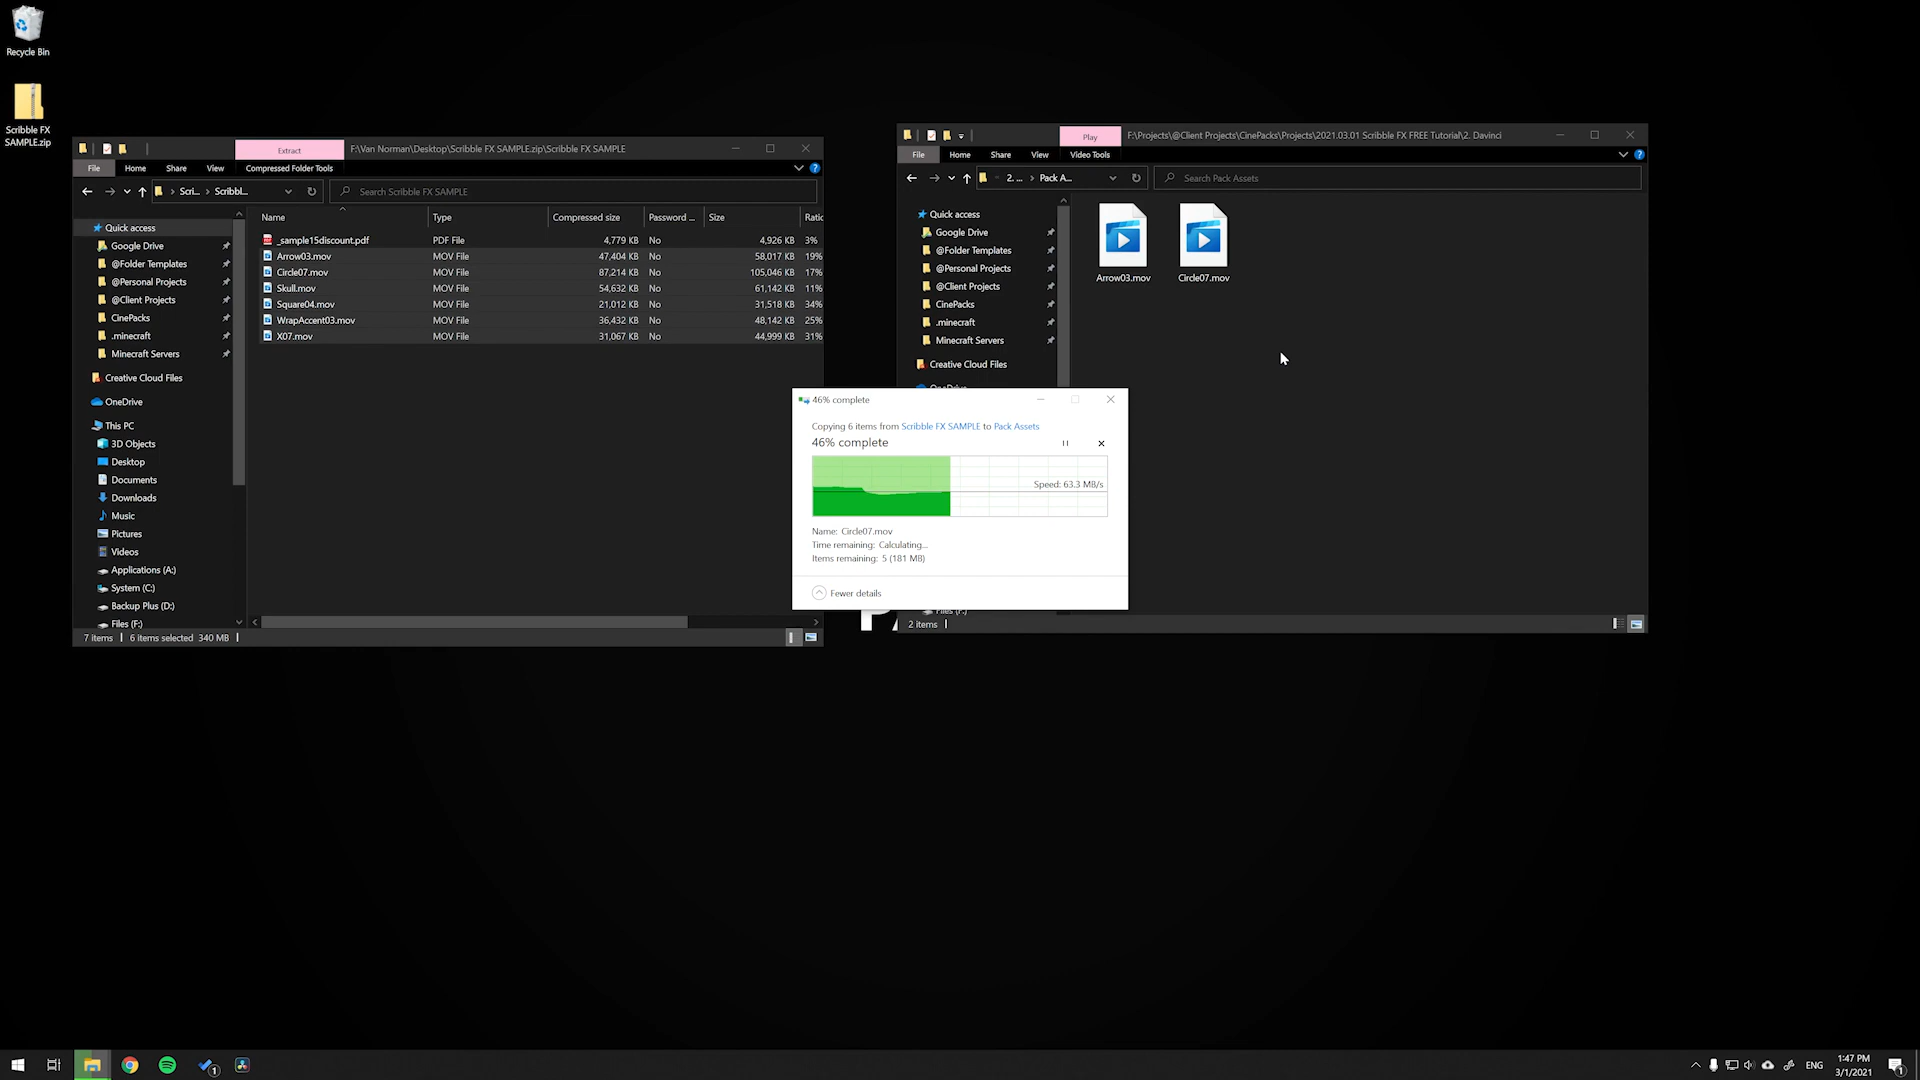 Recycle Bin
Scribble FX
SAMPLE.zip
Extract
F:\Van Norman\Desktop\Scribble FX SAMPLE.zip\Scribble FX SAMPLE
File
Home
Share
View
Compressed Folder Tools
Scri...
Scribbl...
Search Scribble FX SAMPLE
Name
Type
Compressed size
Password ...
Size
Ratio
_sample15discount.pdf PDF File 4,779 KB No 4,926 KB 3%
Arrow03.mov MOV File 47,404 KB No 58,017 KB 19%
Circle07.mov MOV File 87,214 KB No 105,046 KB 17%
Skull.mov MOV File 54,632 KB No 61,142 KB 11%
Square04.mov MOV File 21,012 KB No 31,518 KB 34%
WrapAccent03.mov MOV File 36,432 KB No 48,142 KB 25%
X07.mov MOV File 31,067 KB No 44,999 KB 31%
Quick access
Google Drive
@Folder Templates
@Personal Projects
@Client Projects
CinePacks
.minecraft
Minecraft Servers
Creative Cloud Files
OneDrive
This PC
3D Objects
Desktop
Documents
Downloads
Music
Pictures
Videos
Applications (A:)
System (C:)
Backup Plus (D:)
Files (F:)
7 items
6 items selected 340 MB
Play
F:\Projects\@Client Projects\CinePacks\Projects\2021.03.01 Scribble FX FREE Tutorial\2. Davinci
File
Home
Share
View
Video Tools
2. ...
Pack A...
Search Pack Assets
Quick access
Google Drive
@Folder Templates
@Personal Projects
@Client Projects
CinePacks
.minecraft
Minecraft Servers
Creative Cloud Files
OneDrive
Files (F:)
Arrow03.mov
Circle07.mov
2 items
46% complete
Copying 6 items from Scribble FX SAMPLE to Pack Assets
46% complete
Speed: 63.3 MB/s
Name: Circle07.mov
Time remaining: Calculating...
Items remaining: 5 (181 MB)
Fewer details
1
ENG
1:47 PM
3/1/2021
1